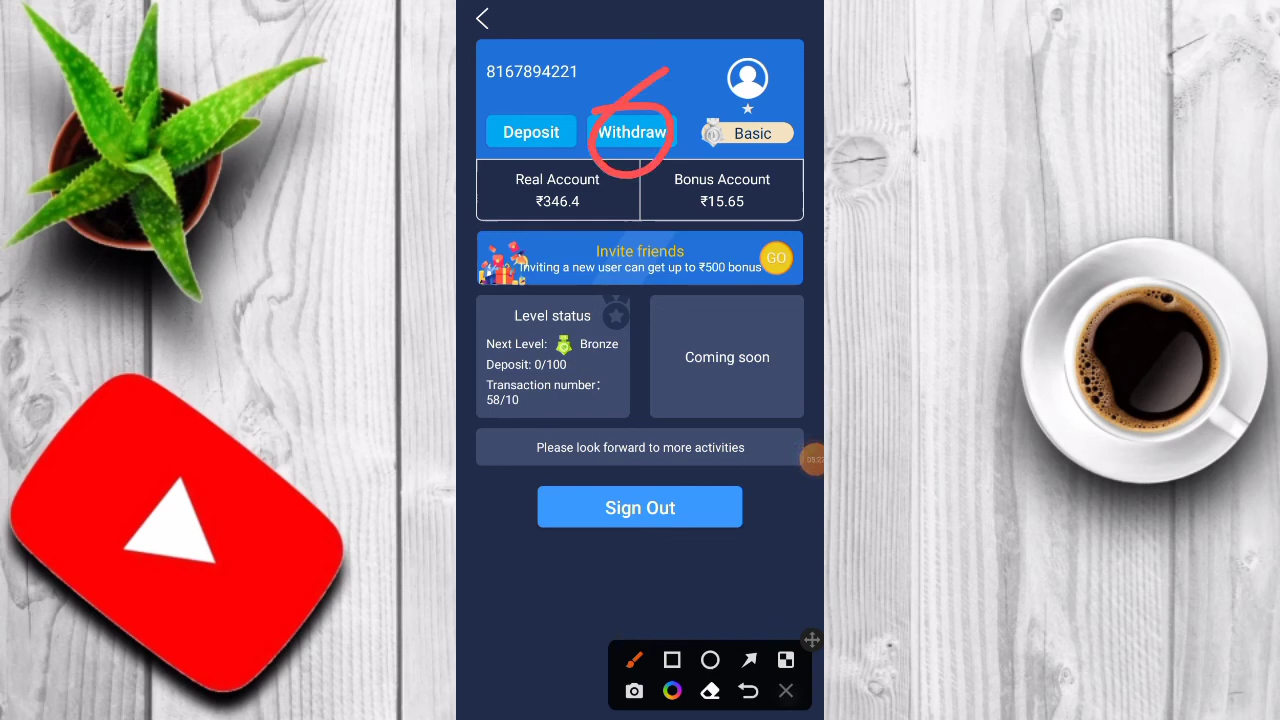 8167894221
Deposit
Withdraw
Basic
Real Account
₹346.4
Bonus Account
₹15.65
Invite friends
Inviting a new user can get up to ₹500 bonus
GO
Level status
Next Level: Bronze
Deposit: 0/100
Transaction number:
58/10
Coming soon
Please look forward to more activities
Sign Out